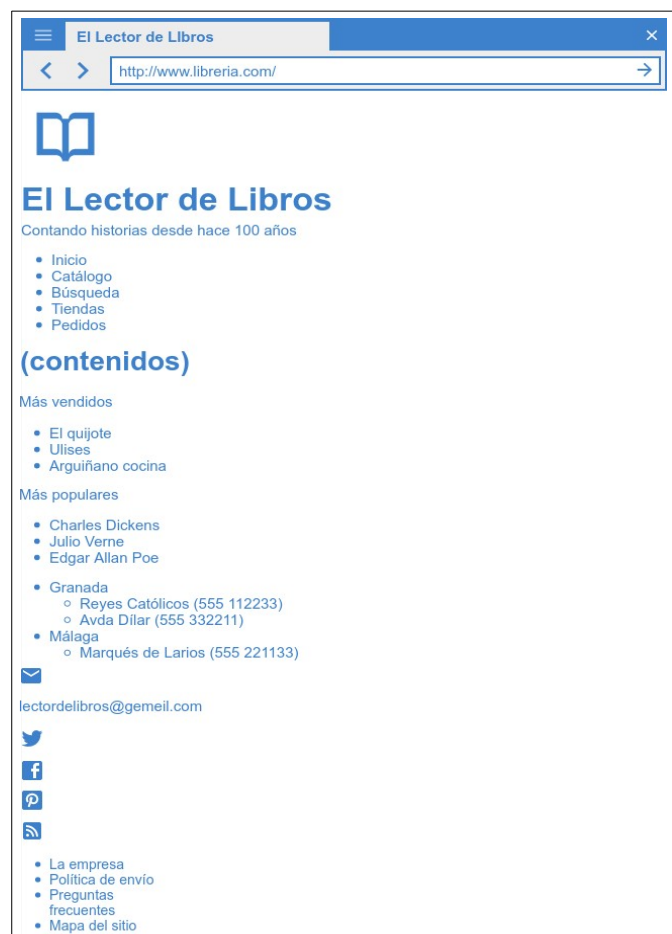 El Lector de LIbros
http://www.libreria.com/
El Lector de Libros
Contando historias desde hace 100 años
Inicio
Catálogo
Búsqueda
Tiendas
Pedidos
(contenidos)
Más vendidos
El quijote
Ulises
Arguiñano cocina
Más populares
Charles Dickens
Julio Verne
Edgar Allan Poe
Granada
Reyes Católicos (555 112233)
Avda Dílar (555 332211)
Málaga
Marqués de Larios (555 221133)
lectordelibros@gemeil.com
La empresa
Política de envío
Preguntas
frecuentes
Mapa del sitio